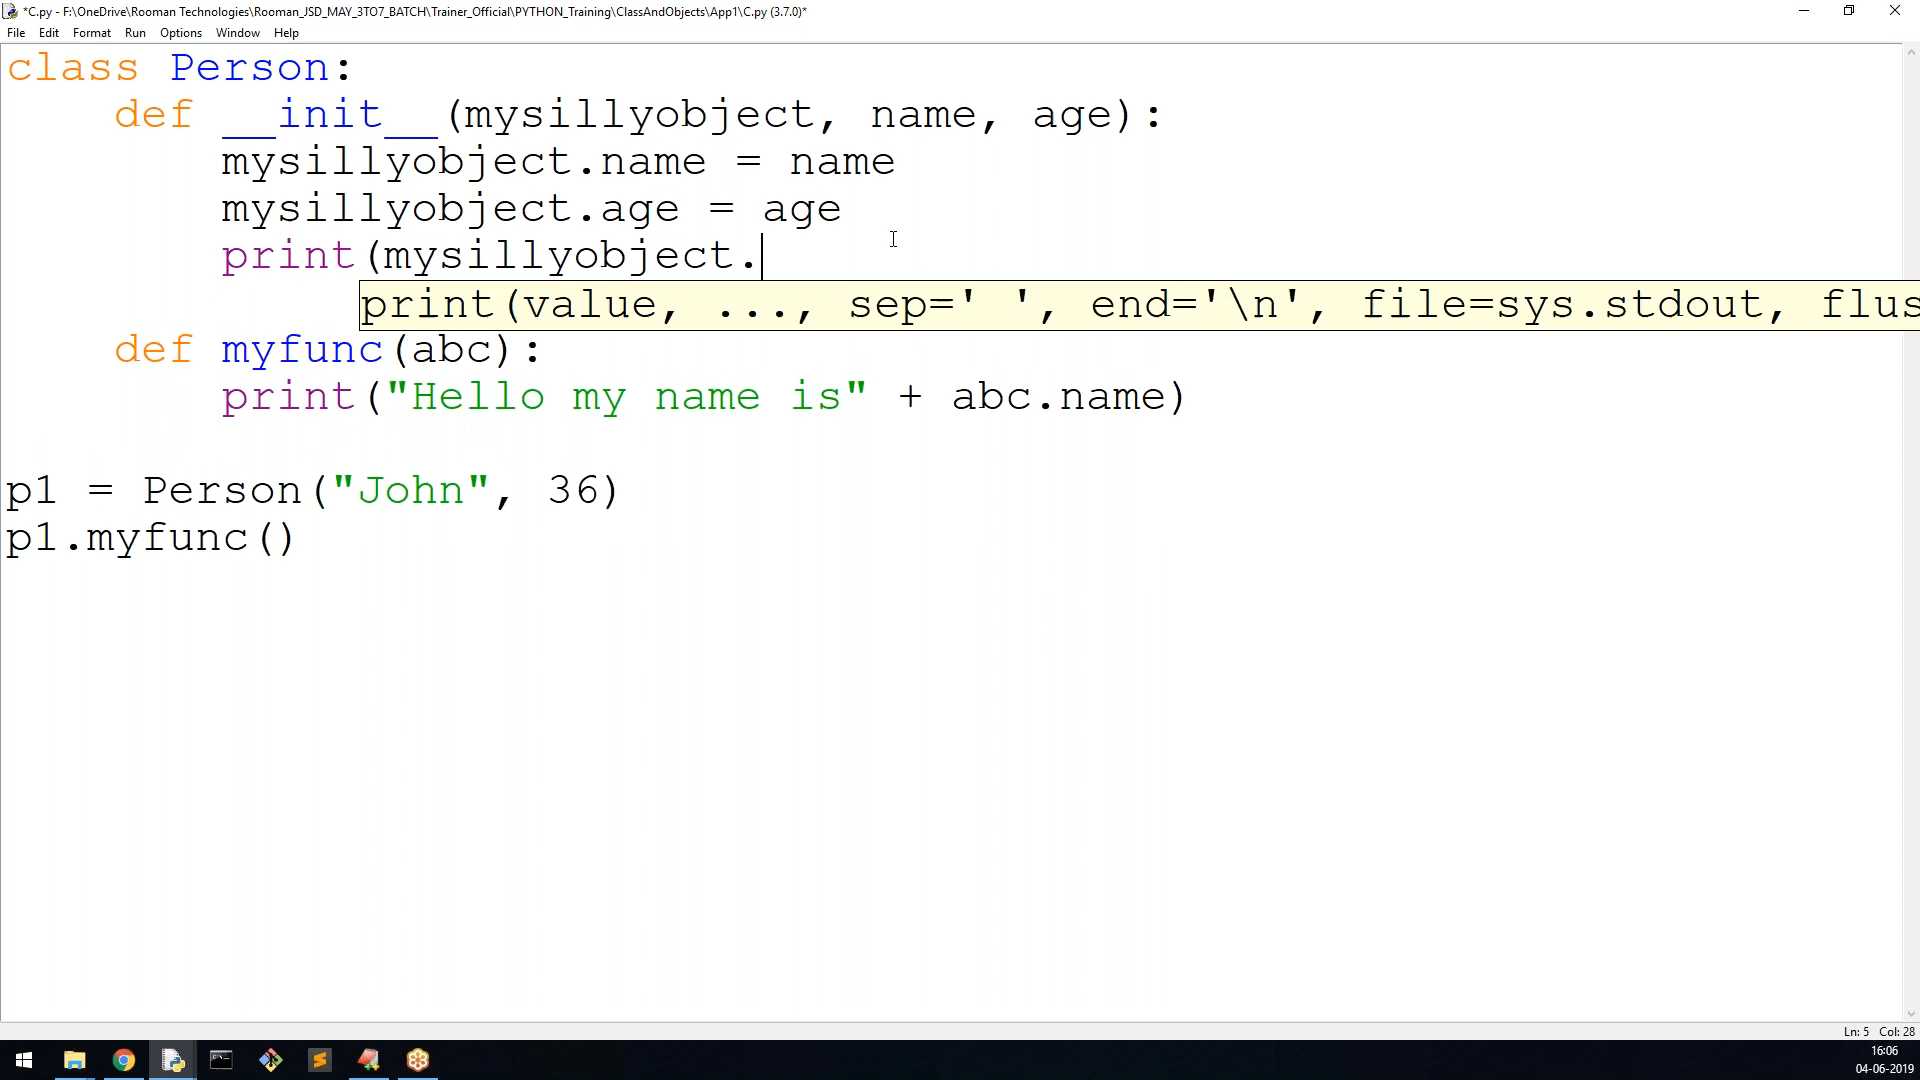 *C.py - F:\OneDrive\Rooman Technologies\Rooman_JSD_MAY_3TO7_BATCH\Trainer_Official\PYTHON_Training\ClassAndObjects\App1\C.py (3.7.0)*
File Edit Format Run Options Window Help
class Person:
    def __init__(mysillyobject, name, age):
        mysillyobject.name = name
        mysillyobject.age = age
        print(mysillyobject.
print(value, ..., sep=' ', end='\n', file=sys.stdout, flus
    def myfunc(abc):
        print("Hello my name is" + abc.name)
p1 = Person("John", 36)
p1.myfunc()
Ln: 5 Col: 28
16:06
04-06-2019